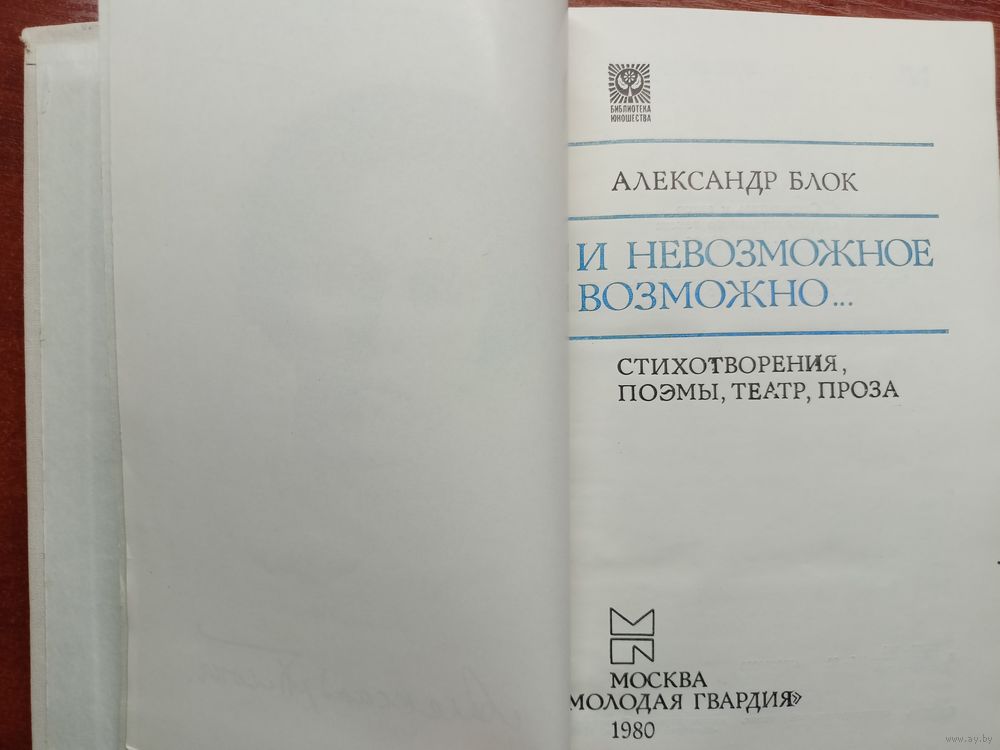 БИБЛИОТЕКА
ЮНОШЕСТВА
АЛЕКСАНДР БЛОК
И НЕВОЗМОЖНОЕ
ВОЗМОЖНО...
СТИХОТВОРЕНИЯ,
ПОЭМЫ, ТЕАТР, ПРОЗА
МОСКВА
МОЛОДАЯ ГВАРДИЯ»
1980
www.ay.by